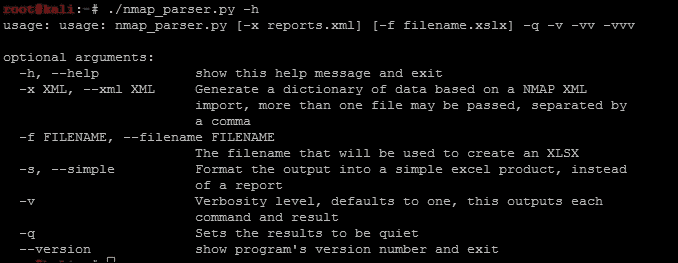 root@kali:~# ./nmap_parser.py -h
usage: usage: nmap_parser.py [-x reports.xml] [-f filename.xslx] -q -v -vv -vvv
optional arguments:
-h, --help show this help message and exit
-x XML, --xml XML Generate a dictionary of data based on a NMAP XML
import, more than one file may be passed, separated by
a comma
-f FILENAME, --filename FILENAME
The filename that will be used to create an XLSX
-s, --simple Format the output into a simple excel product, instead
of a report
-v Verbosity level, defaults to one, this outputs each
command and result
-q Sets the results to be quiet
--version show program's version number and exit